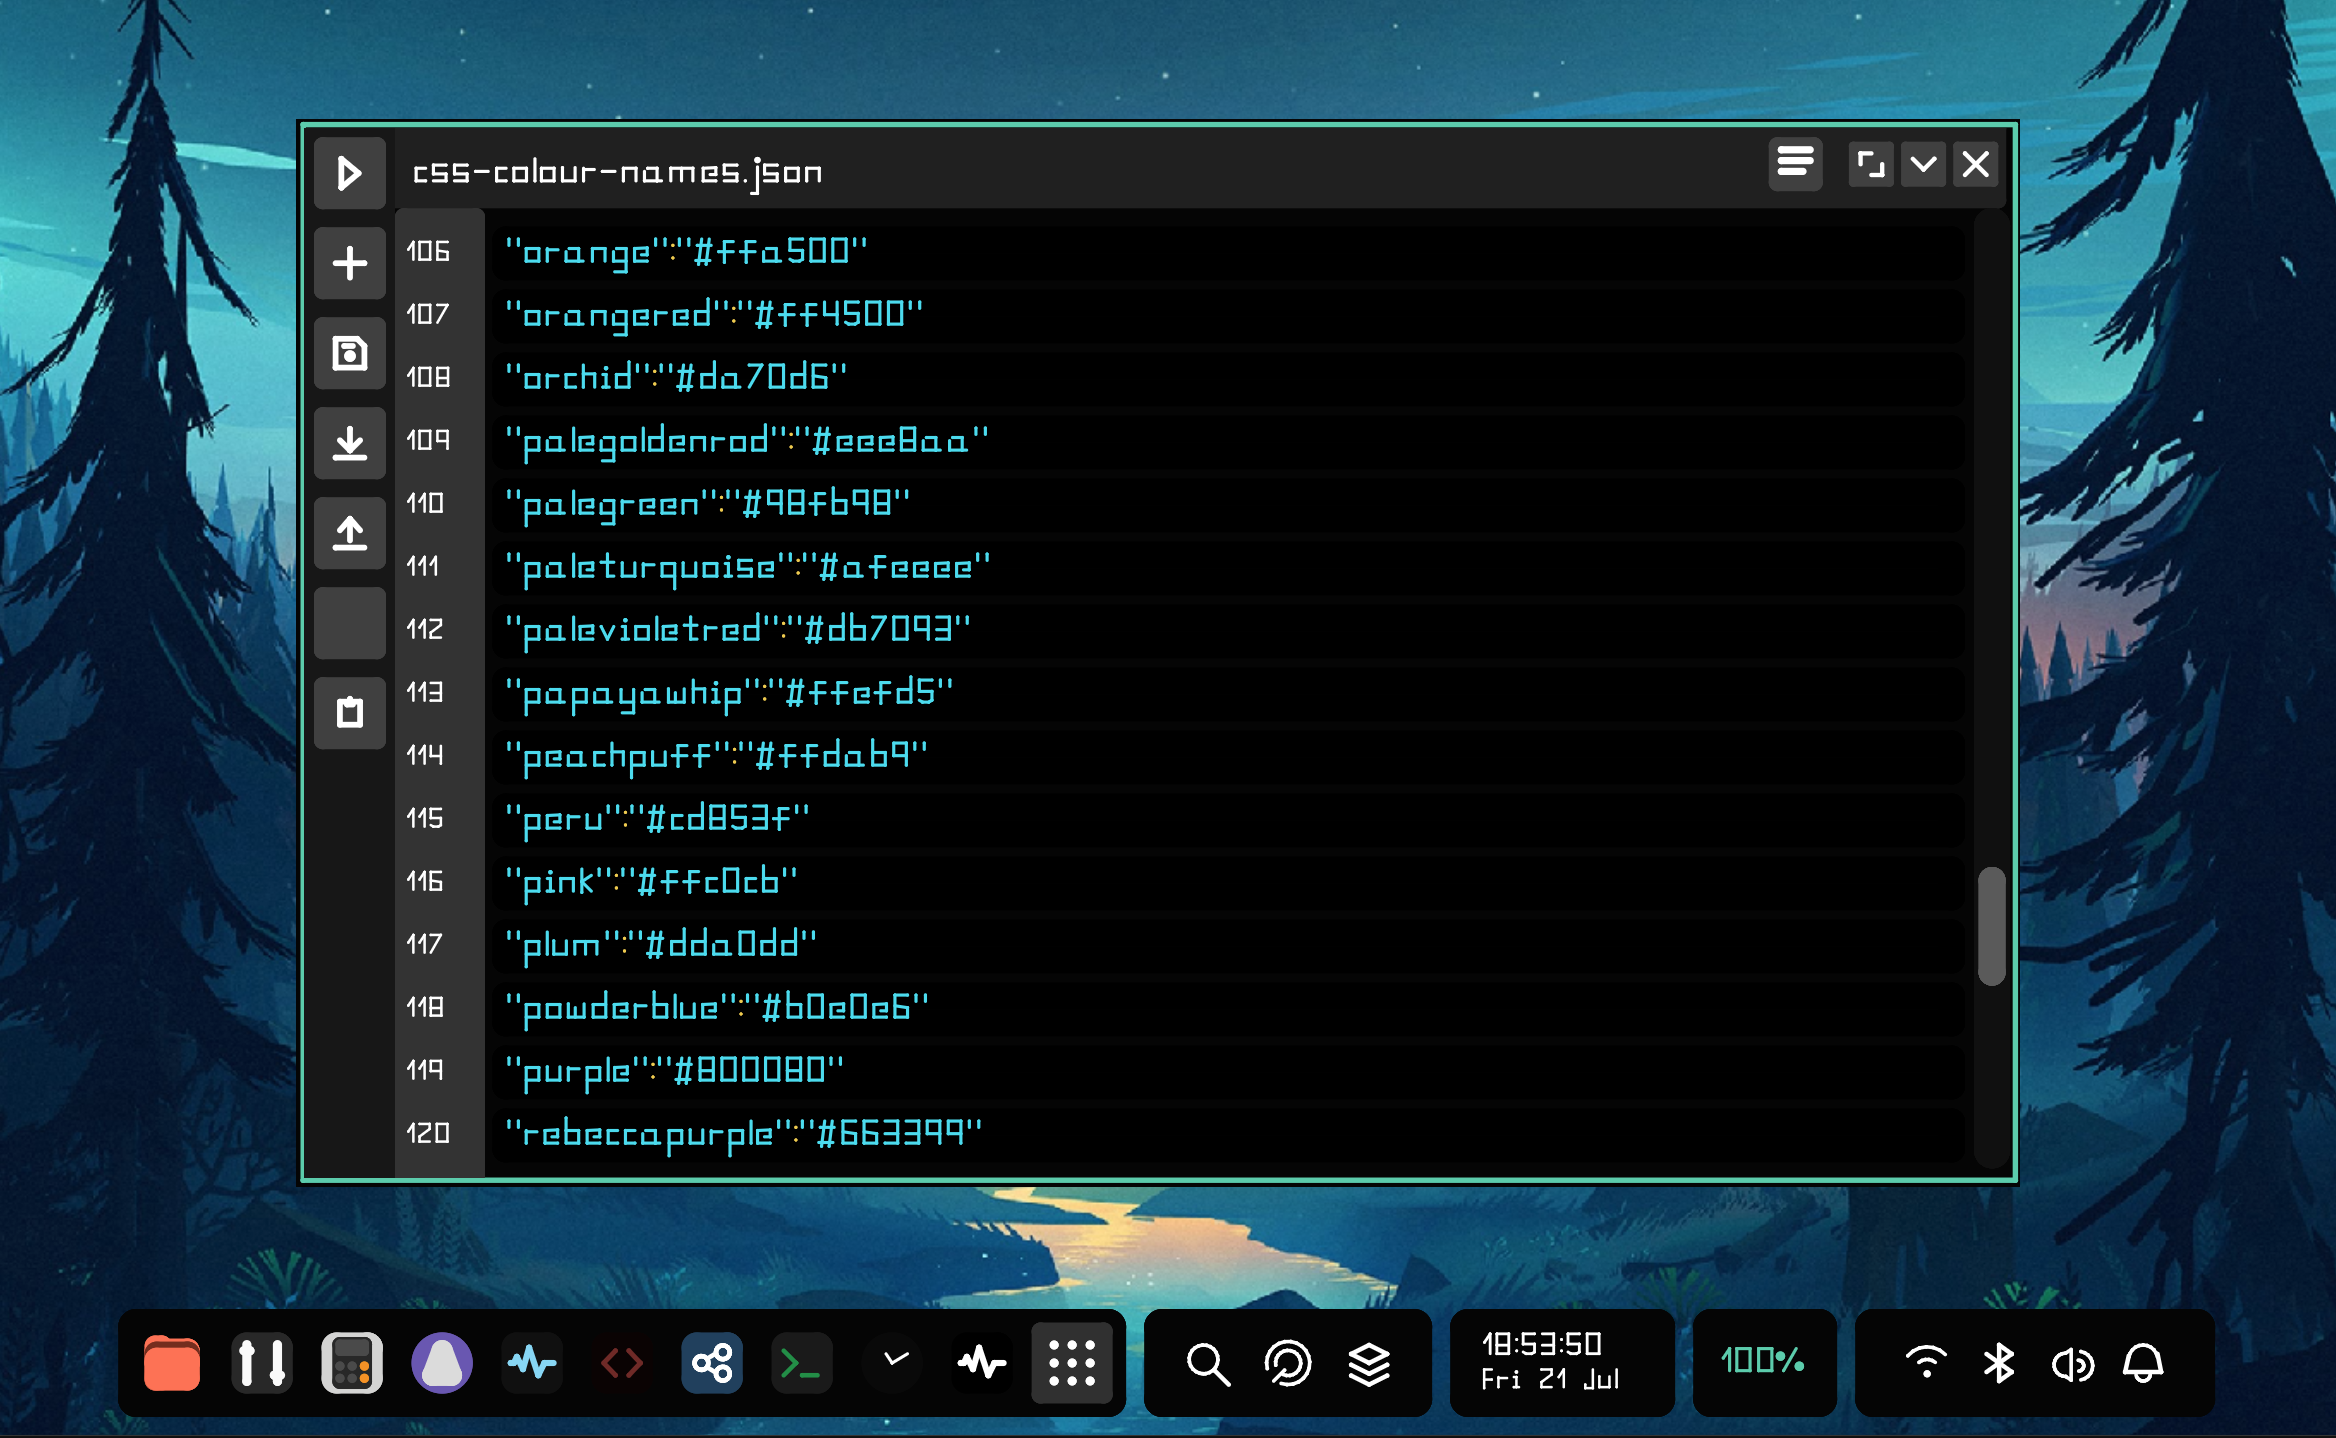 css-colour-names.json
106 "orange":"#ffa500"
107 "orangered":"#ff4500"
108 "orchid":"#da70d6"
109 "palegoldenrod":"#eee8aa"
110 "palegreen":"#98fb98"
111 "paleturquoise":"#afeeee"
112 "palevioletred":"#db7093"
113 "papayawhip":"#ffefd5"
114 "peachpuff":"#ffdab9"
115 "peru":"#cd853f"
116 "pink":"#ffc0cb"
117 "plum":"#dda0dd"
118 "powderblue":"#b0e0e6"
119 "purple":"#800080"
120 "rebeccapurple":"#663399"
18:53:50
Fri 21 Jul
100%